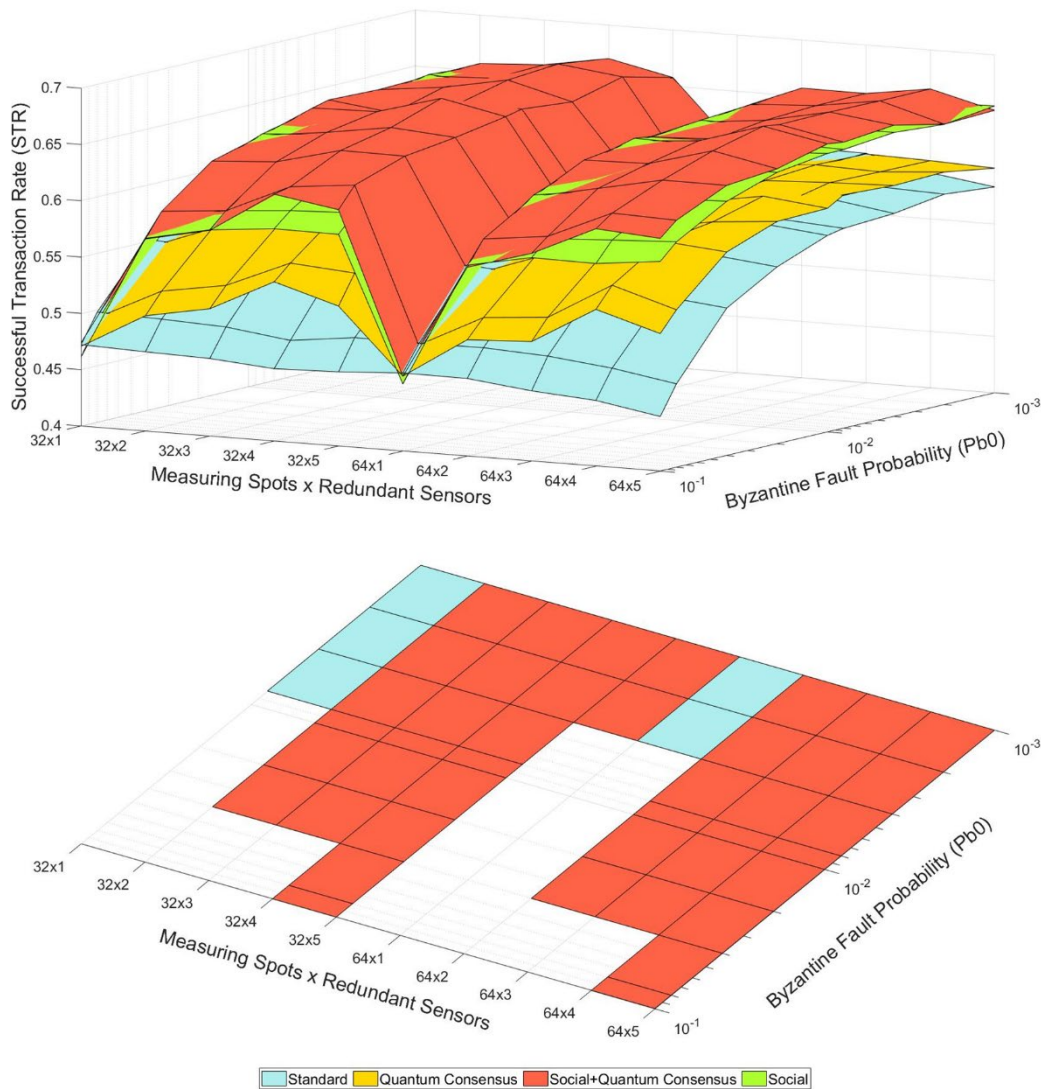 0.7
0.65
0.6
0.55
0.5
0.45
0.4
Successful Transaction Rate (STR)
32x1
32x2
32x3
32x4
32x5
64x1
64x2
64x3
64x4
64x5
Measuring Spots x Redundant Sensors
10⁻¹
10⁻²
10⁻³
Byzantine Fault Probability (Pb0)
32x1
32x2
32x3
32x4
32x5
64x1
64x2
64x3
64x4
64x5
Measuring Spots x Redundant Sensors
10⁻¹
10⁻²
10⁻³
Byzantine Fault Probability (Pb0)
Standard Quantum Consensus Social+Quantum Consensus Social